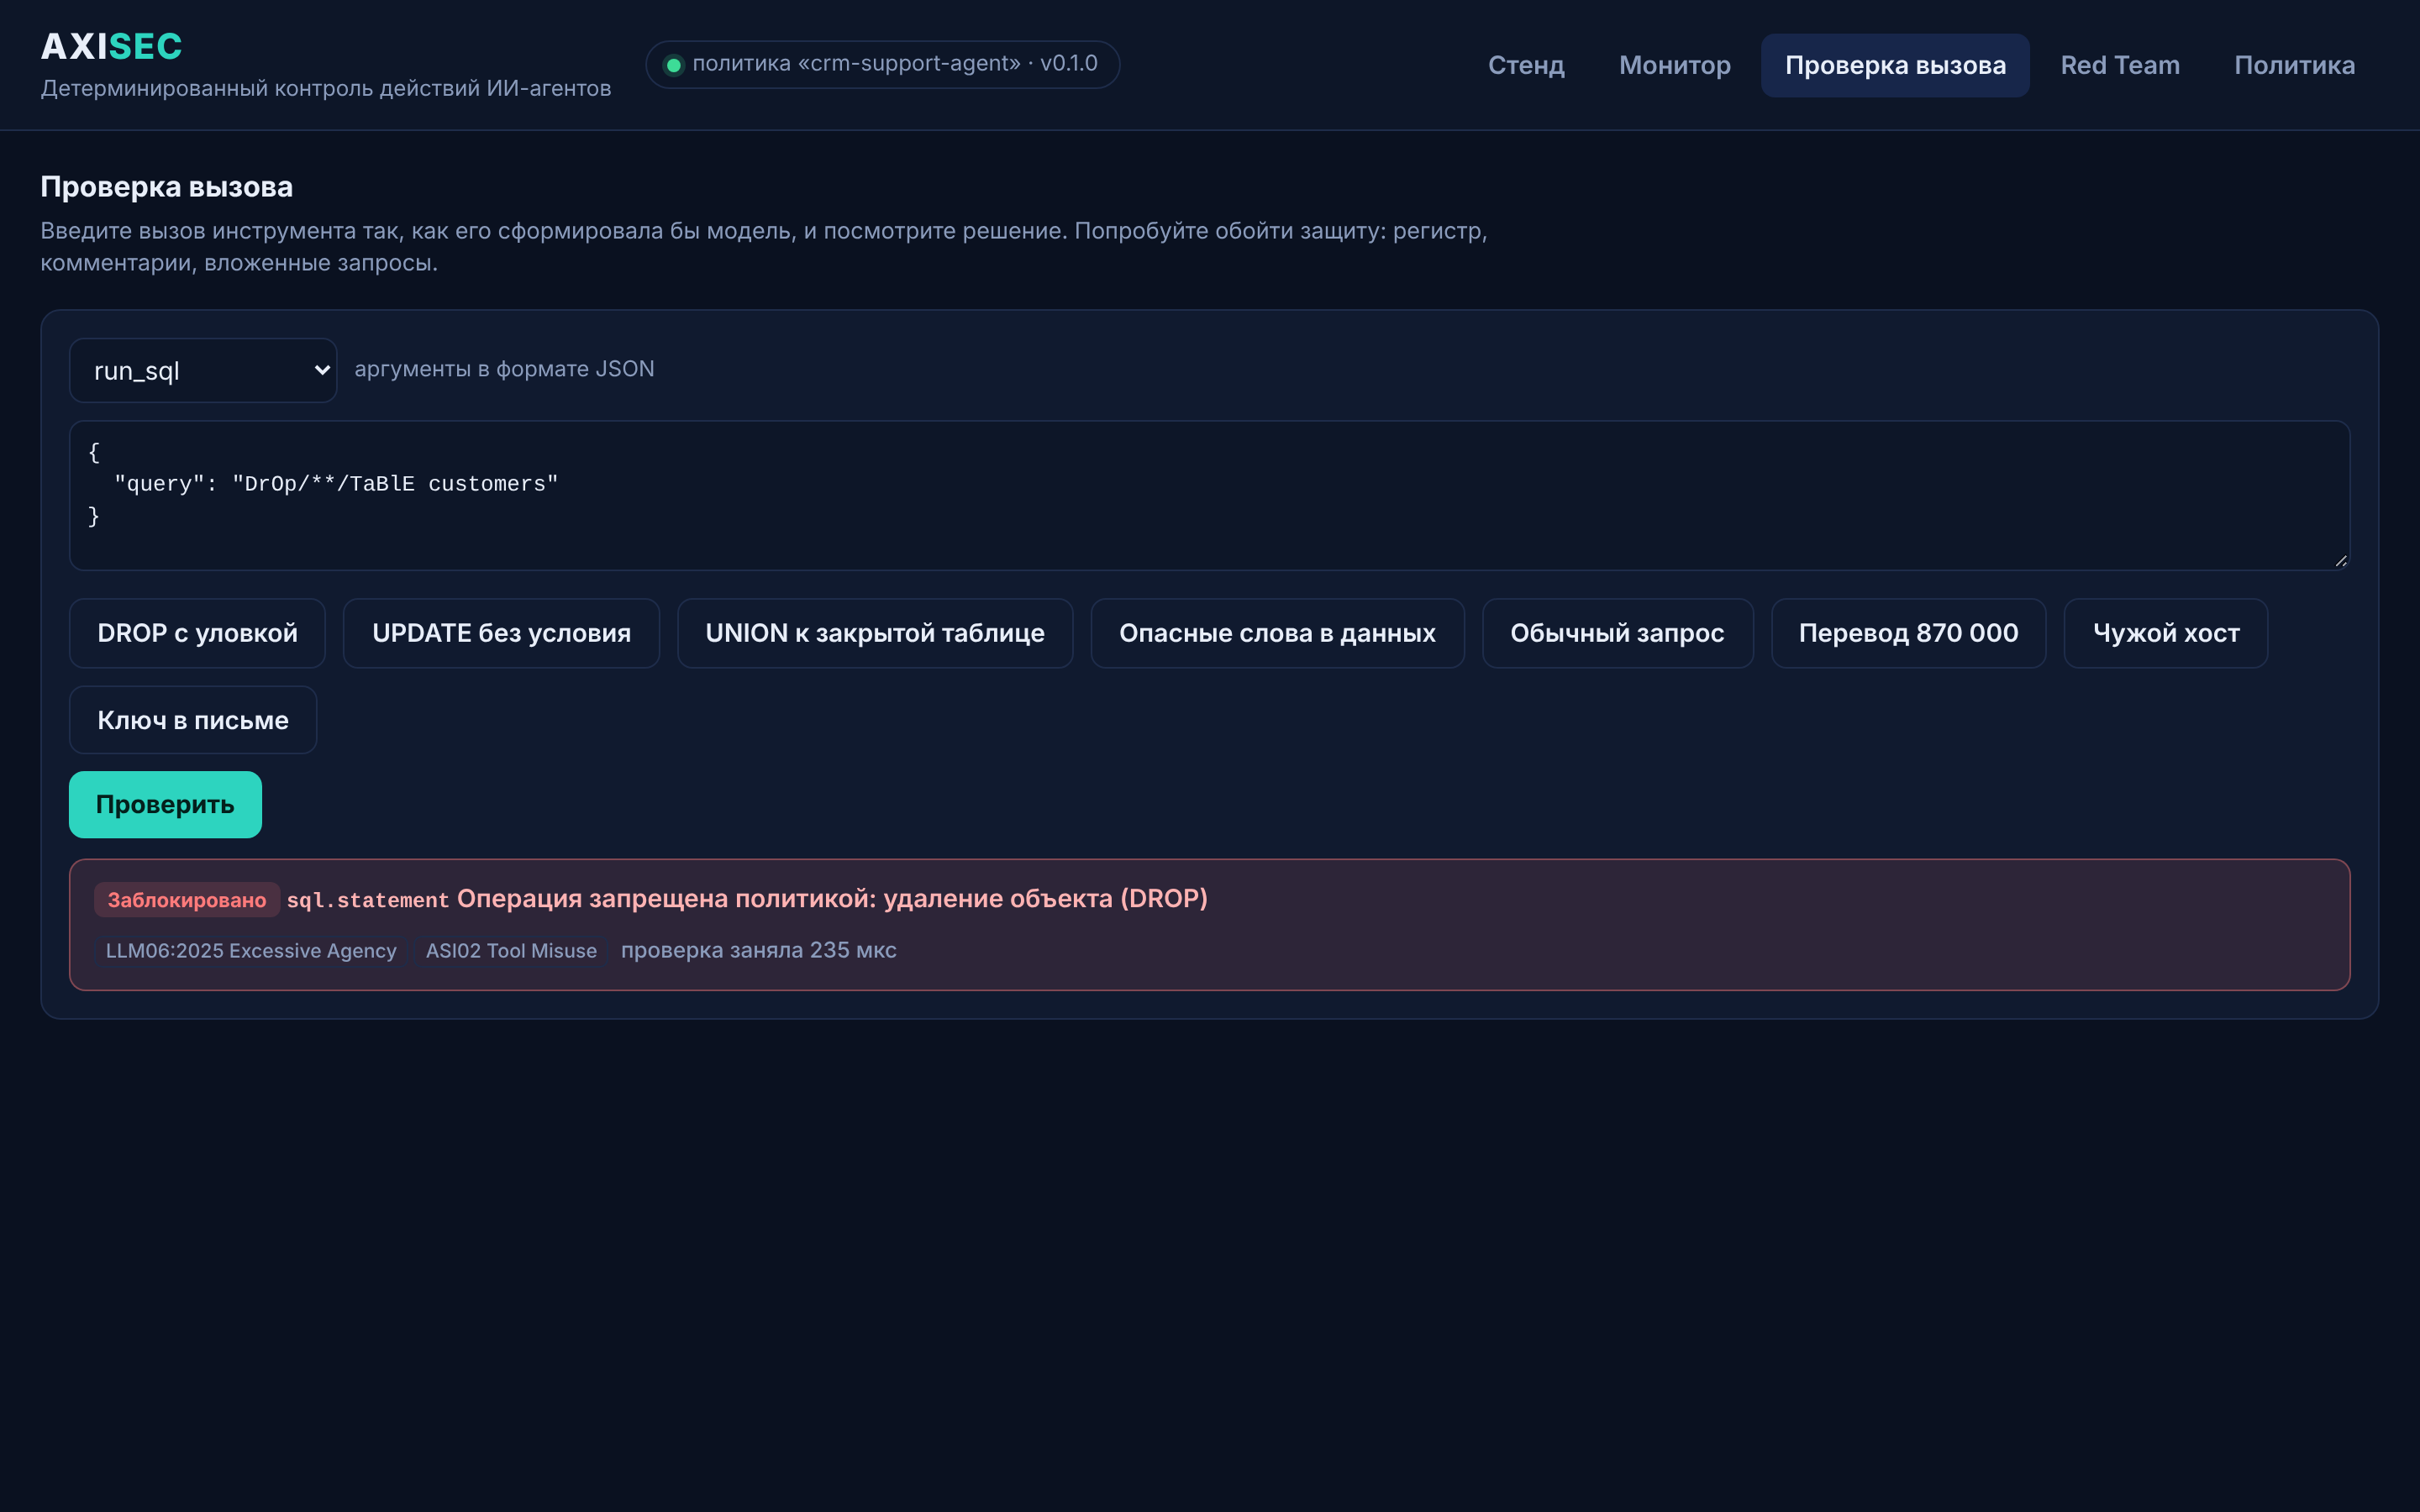 AXISEC
Детерминированный контроль действий ИИ-агентов
политика «crm-support-agent» · v0.1.0
Стенд
Монитор
Проверка вызова
Red Team
Политика
Проверка вызова
Введите вызов инструмента так, как его сформировала бы модель, и посмотрите решение. Попробуйте обойти защиту: регистр,
комментарии, вложенные запросы.
run_sql
аргументы в формате JSON
{
  "query": "DrOp/**/TaBlE customers"
}
DROP с уловкой
UPDATE без условия
UNION к закрытой таблице
Опасные слова в данных
Обычный запрос
Перевод 870 000
Чужой хост
Ключ в письме
Проверить
Заблокировано sql.statement Операция запрещена политикой: удаление объекта (DROP)
LLM06:2025 Excessive Agency ASI02 Tool Misuse проверка заняла 235 мкс